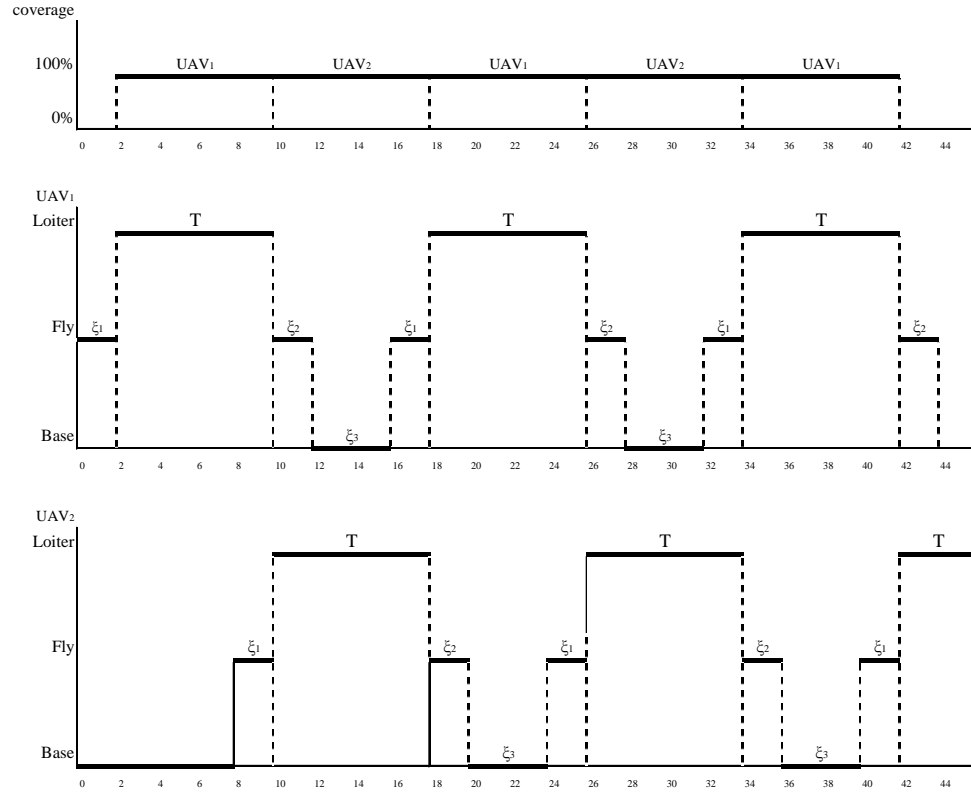 coverage
100%
UAV₁ UAV₂ UAV₁ UAV₂ UAV₁
0%
0 2 4 6 8 10 12 14 16 18 20 22 24 26 28 30 32 34 36 38 40 42 44
UAV₁
Loiter
T T T
Fly
ξ₁ ξ₂ ξ₁ ξ₂ ξ₁ ξ₂
Base
ξ₃ ξ₃
0 2 4 6 8 10 12 14 16 18 20 22 24 26 28 30 32 34 36 38 40 42 44
UAV₂
Loiter
T T T
Fly
ξ₁ ξ₂ ξ₁ ξ₂ ξ₁
Base
ξ₃ ξ₃
0 2 4 6 8 10 12 14 16 18 20 22 24 26 28 30 32 34 36 38 40 42 44